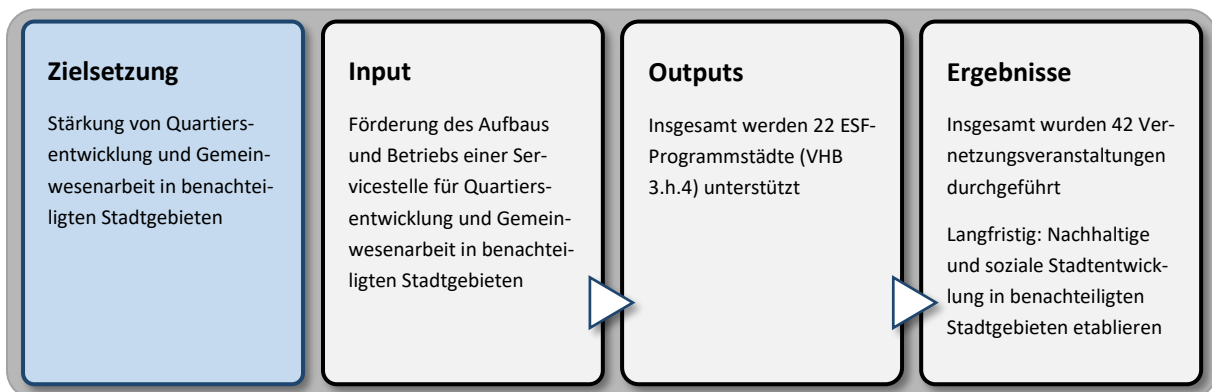 Zielsetzung
Stärkung von Quartiers-
entwicklung und Gemein-
wesenarbeit in benachtei-
ligten Stadtgebieten
Input
Förderung des Aufbaus
und Betriebs einer Ser-
vicestelle für Quartiers-
entwicklung und Gemein-
wesenarbeit in benachtei-
ligten Stadtgebieten
Outputs
Insgesamt werden 22 ESF-
Programmstädte (VHB
3.h.4) unterstützt
Ergebnisse
Insgesamt wurden 42 Ver-
netzungsveranstaltungen
durchgeführt
Langfristig: Nachhaltige
und soziale Stadtentwick-
lung in benachteiligten
Stadtgebieten etablieren